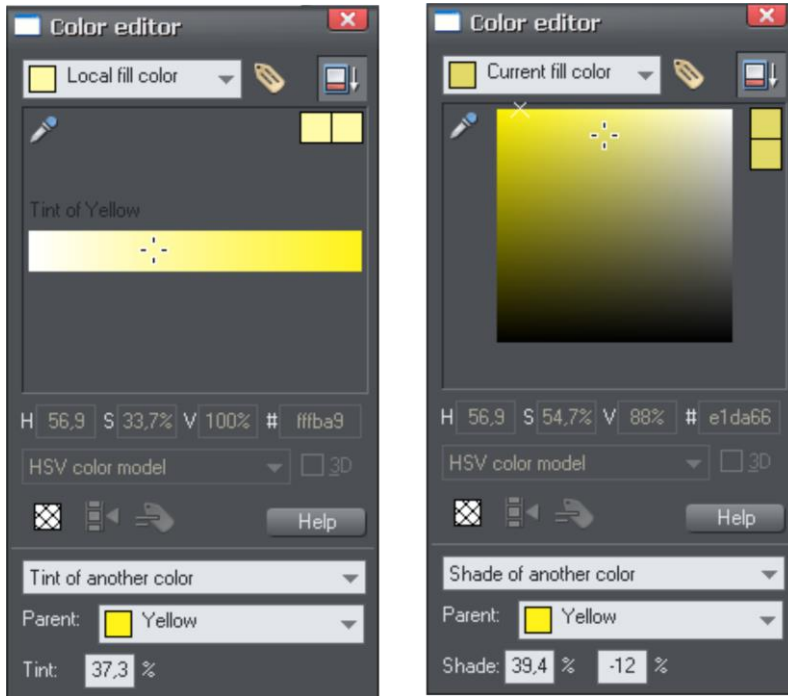 Color editor
Local fill color
Tint of Yellow
H 56,9 S 33,7% V 100% # fffba9
HSV color model 3D
Help
Tint of another color
Parent: Yellow
Tint: 37,3 %
Color editor
Current fill color
H 56,9 S 54,7% V 88% # e1da66
HSV color model 3D
Help
Shade of another color
Parent: Yellow
Shade: 39,4 % -12 %